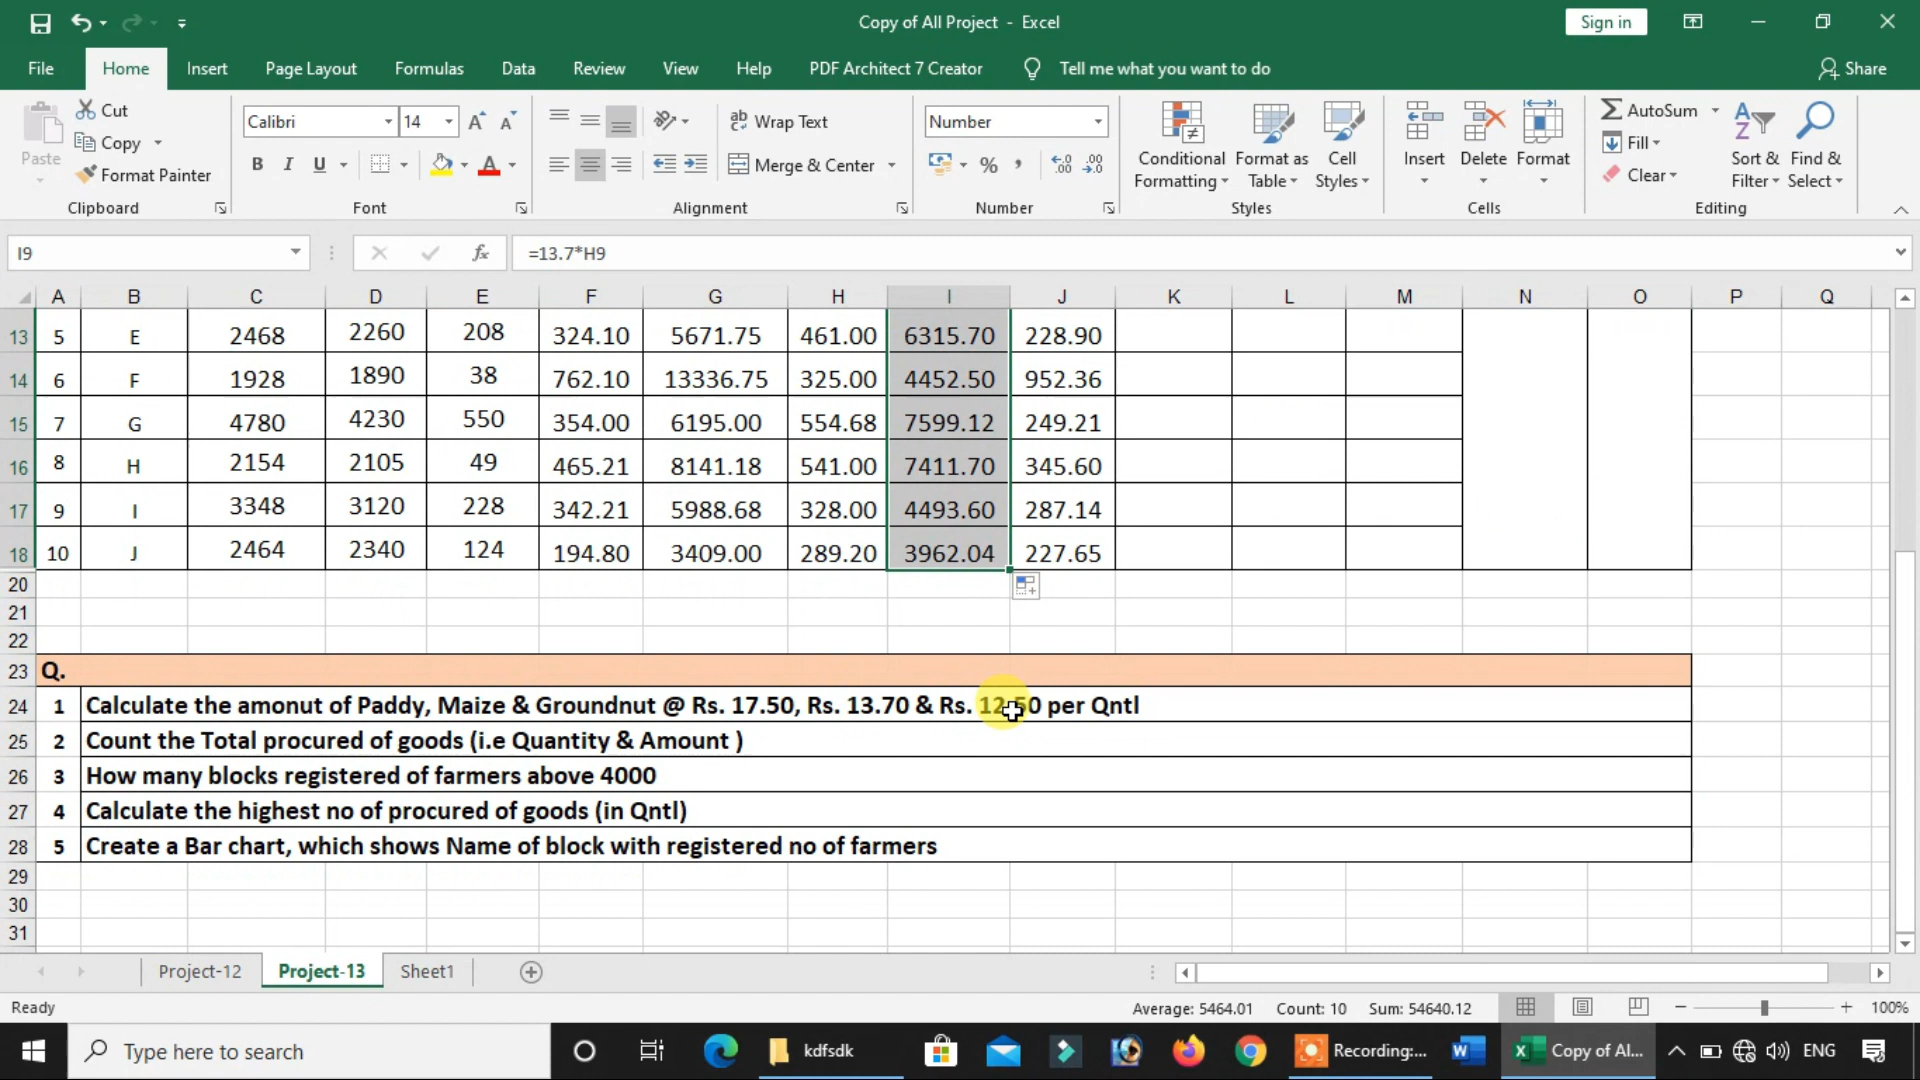 Copy of All Project - Excel
Sign in
File Home Insert Page Layout Formulas Data Review View Help PDF Architect 7 Creator Tell me what you want to do Share
Paste
Cut
Copy
Format Painter
Clipboard
Calibri 14
B I U A
Font
Wrap Text
Merge & Center
Alignment
Number
% ,
Number
Conditional Formatting
Format as Table
Cell Styles
Styles
Insert Delete Format
Cells
AutoSum
Fill
Clear
Sort & Filter
Find & Select
Editing
I9 fx =13.7*H9
A B C D E F G H I J K L M N O P Q
13 5 E 2468 2260 208 324.10 5671.75 461.00 6315.70 228.90
14 6 F 1928 1890 38 762.10 13336.75 325.00 4452.50 952.36
15 7 G 4780 4230 550 354.00 6195.00 554.68 7599.12 249.21
16 8 H 2154 2105 49 465.21 8141.18 541.00 7411.70 345.60
17 9 I 3348 3120 228 342.21 5988.68 328.00 4493.60 287.14
18 10 J 2464 2340 124 194.80 3409.00 289.20 3962.04 227.65
20
21
22
23 Q.
24 1 Calculate the amonut of Paddy, Maize & Groundnut @ Rs. 17.50, Rs. 13.70 & Rs. 12.50 per Qntl
25 2 Count the Total procured of goods (i.e Quantity & Amount )
26 3 How many blocks registered of farmers above 4000
27 4 Calculate the highest no of procured of goods (in Qntl)
28 5 Create a Bar chart, which shows Name of block with registered no of farmers
29
30
31
Project-12 Project-13 Sheet1
Ready Average: 5464.01 Count: 10 Sum: 54640.12 100%
Type here to search kdfsdk Recording:... Copy of Al... ENG